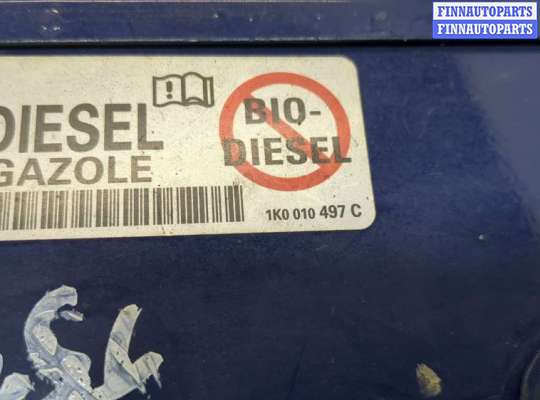 FINNAUTOPARTS
FINNAUTOPARTS
DIESEL
GAZOLE
BIO-
DIESEL
1K0 010 497 C